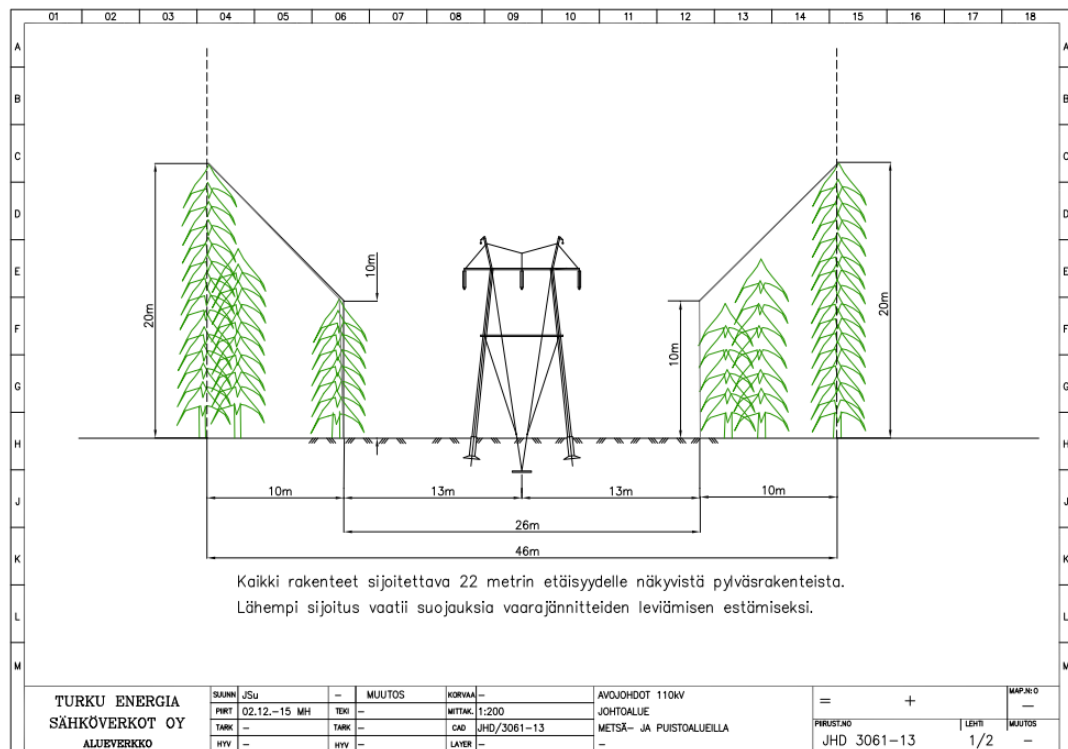 01 02 03 04 05 06 07 08 09 10 11 12 13 14 15 16 17 18
A A
B B
C C
D D
E E
F F
G G
H H
J J
K K
L L
M M
20m
10m
10m
20m
10m 13m 13m 10m
26m
46m
Kaikki rakenteet sijoitettava 22 metrin etäisyydelle näkyvistä pylväsrakenteista.
Lähempi sijoitus vaatii suojauksia vaarajännitteiden leviämisen estämiseksi.
TURKU ENERGIA
SÄHKÖVERKOT OY
ALUEVERKKO
SUUNN JSu – MUUTOS KORVAA –
PIIRT 02.12.–15 MH TEKI – MITTAK. 1:200
TARK – TARK – CAD JHD/3061–13
HYV – HYV – LAYER –
AVOJOHDOT 110kV
JOHTOALUE
METSÄ– JA PUISTOALUEILLA
–
= + MAP.N:O
–
PIIRUST.NO LEHTI MUUTOS
JHD 3061–13 1/2 –